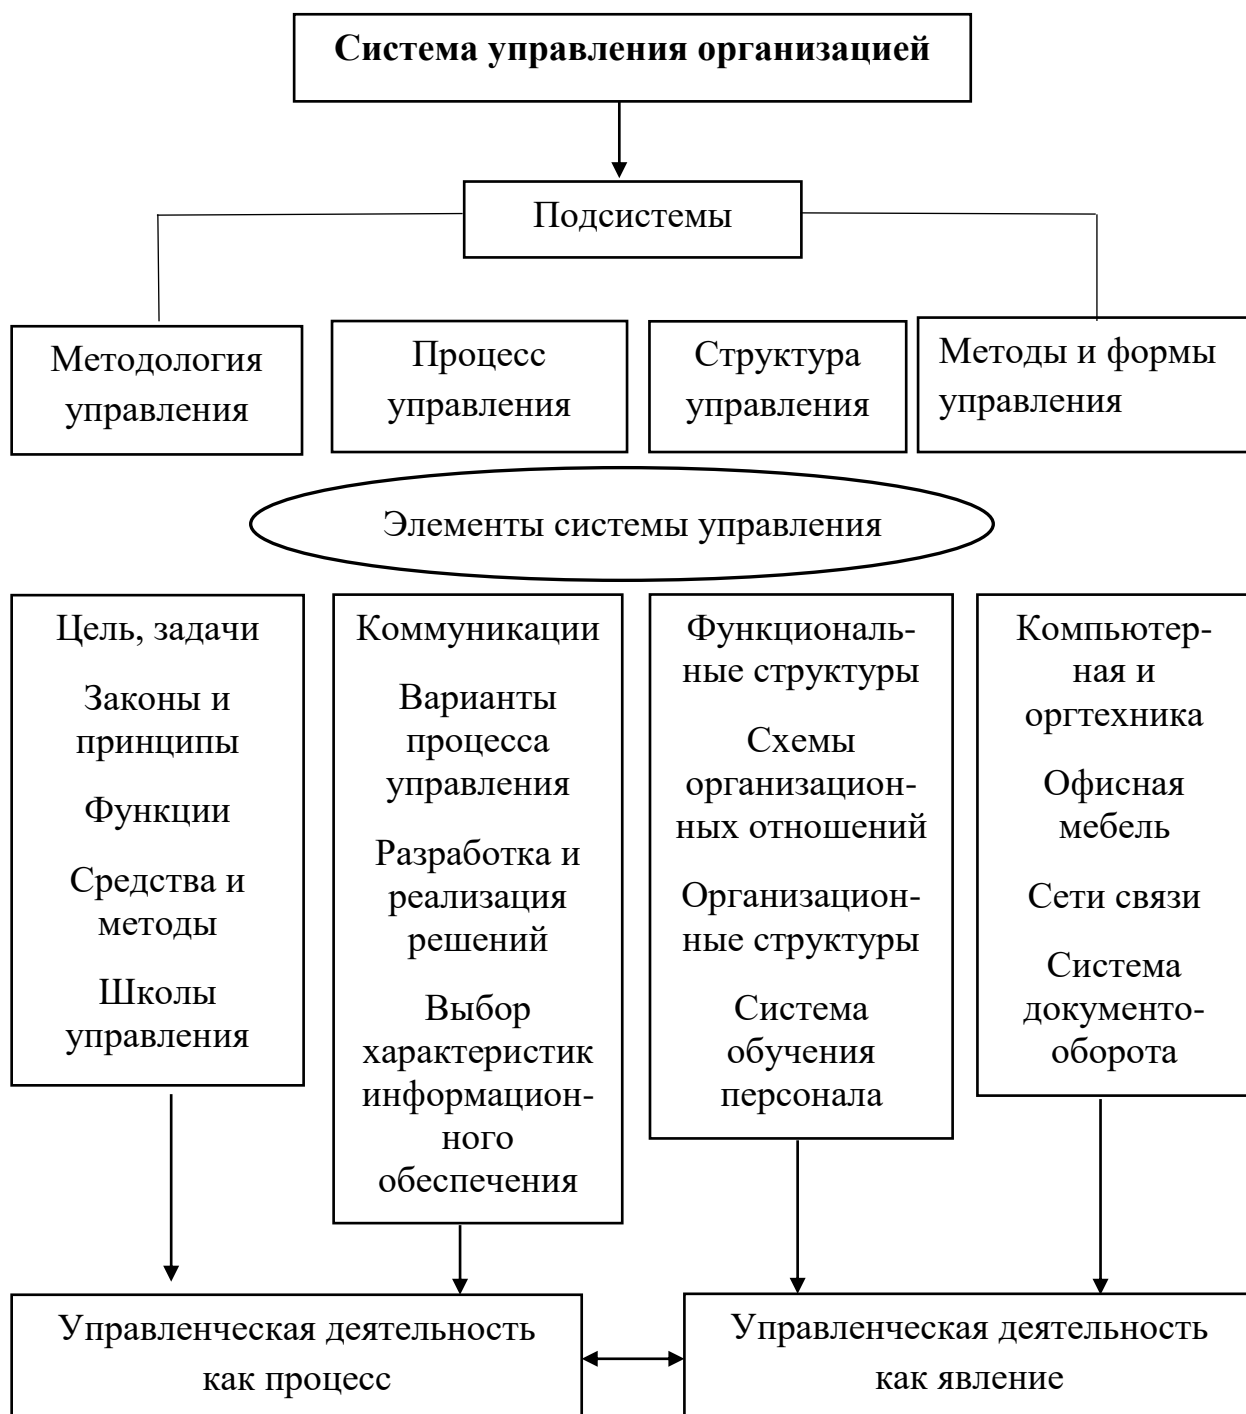 Система управления организацией
Подсистемы
Методология
управления
Процесс
управления
Структура
управления
Методы и формы
управления
Элементы системы управления
Цель, задачи
Законы и
принципы
Функции
Средства и
методы
Школы
управления
Коммуникации
Варианты
процесса
управления
Разработка и
реализация
решений
Выбор
характеристик
информацион-
ного
обеспечения
Функциональ-
ные структуры
Схемы
организацион-
ных отношений
Организацион-
ные структуры
Система
обучения
персонала
Компьютер-
ная и
оргтехника
Офисная
мебель
Сети связи
Система
документо-
оборота
Управленческая деятельность
как процесс
Управленческая деятельность
как явление